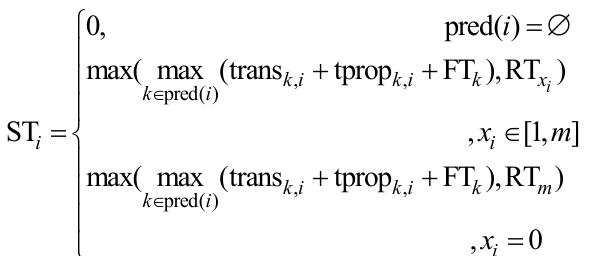 0, pred(i) = ∅
max( max_{k∈pred(i)} (trans_{k,i} + tprop_{k,i} + FT_k), RT_{x_i} )
ST_i = { , x_i ∈ [1, m]
max( max_{k∈pred(i)} (trans_{k,i} + tprop_{k,i} + FT_k), RT_m )
, x_i = 0